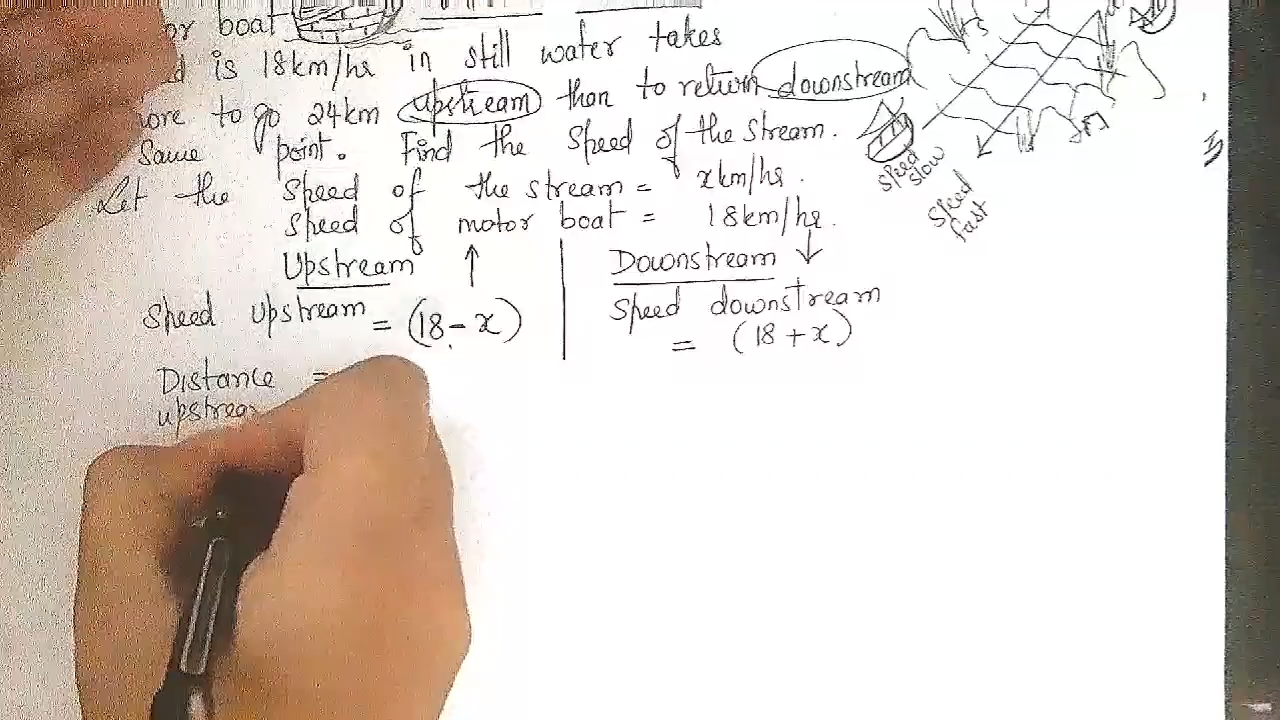 boat
is 18km/hr in still water takes
to go 24km upstream than to return downstream
Same point. Find the Speed of the stream.
Let the speed of the stream = x km/hr.
speed of motor boat = 18km/hr.
Upstream ↑
Downstream ↓
Speed upstream = (18 - x)
Speed downstream
= (18 + x)
Distance =
Speed slow
Speed fast